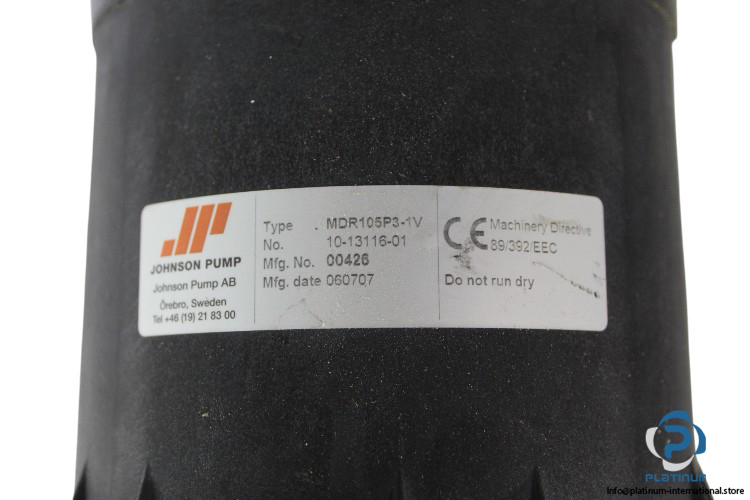 JOHNSON PUMP
Johnson Pump AB
Örebro, Sweden
Tel +46 (19) 21 83 00
Type . MDR105P3-1V
No. 10-13116-01
Mfg. No. 00426
Mfg. date 060707
CE Machinery Directive
89/392/EEC
Do not run dry
PLATINUM
info@platinum-international.store